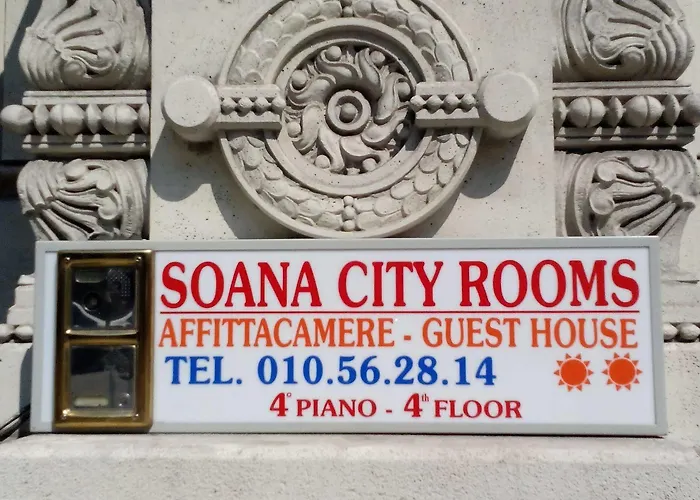 SOANA CITY ROOMS
AFFITTACAMERE - GUEST HOUSE
TEL. 010.56.28.14
4° PIANO - 4th FLOOR